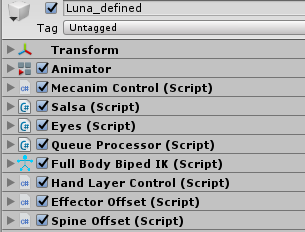 Luna_defined
Tag Untagged
Transform
Animator
Mecanim Control (Script)
Salsa (Script)
Eyes (Script)
Queue Processor (Script)
Full Body Biped IK (Script)
Hand Layer Control (Script)
Effector Offset (Script)
Spine Offset (Script)